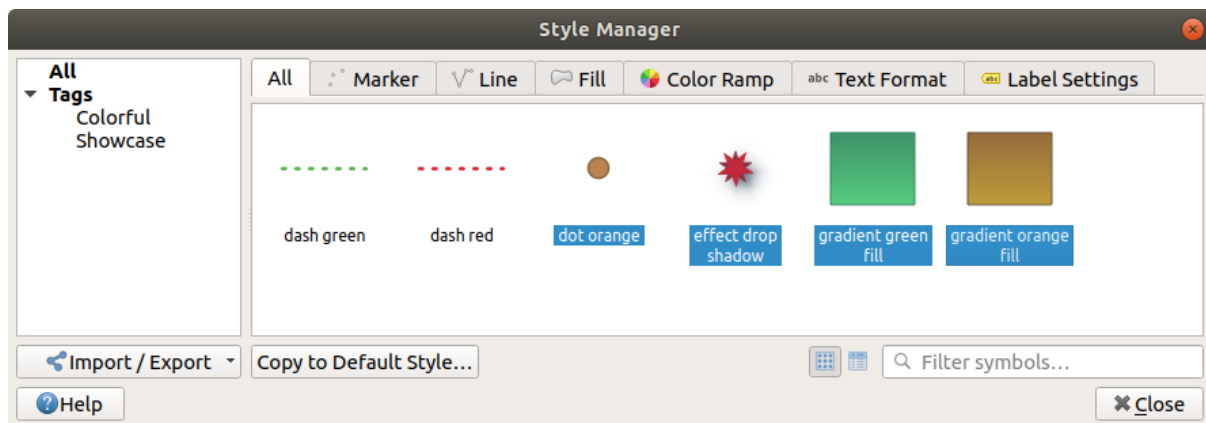 Style Manager
All
Tags
Colorful
Showcase
All
Marker
Line
Fill
Color Ramp
abc Text Format
abc Label Settings
dash green
dash red
dot orange
effect drop
shadow
gradient green
fill
gradient orange
fill
Import / Export
Copy to Default Style...
Filter symbols...
?Help
Close